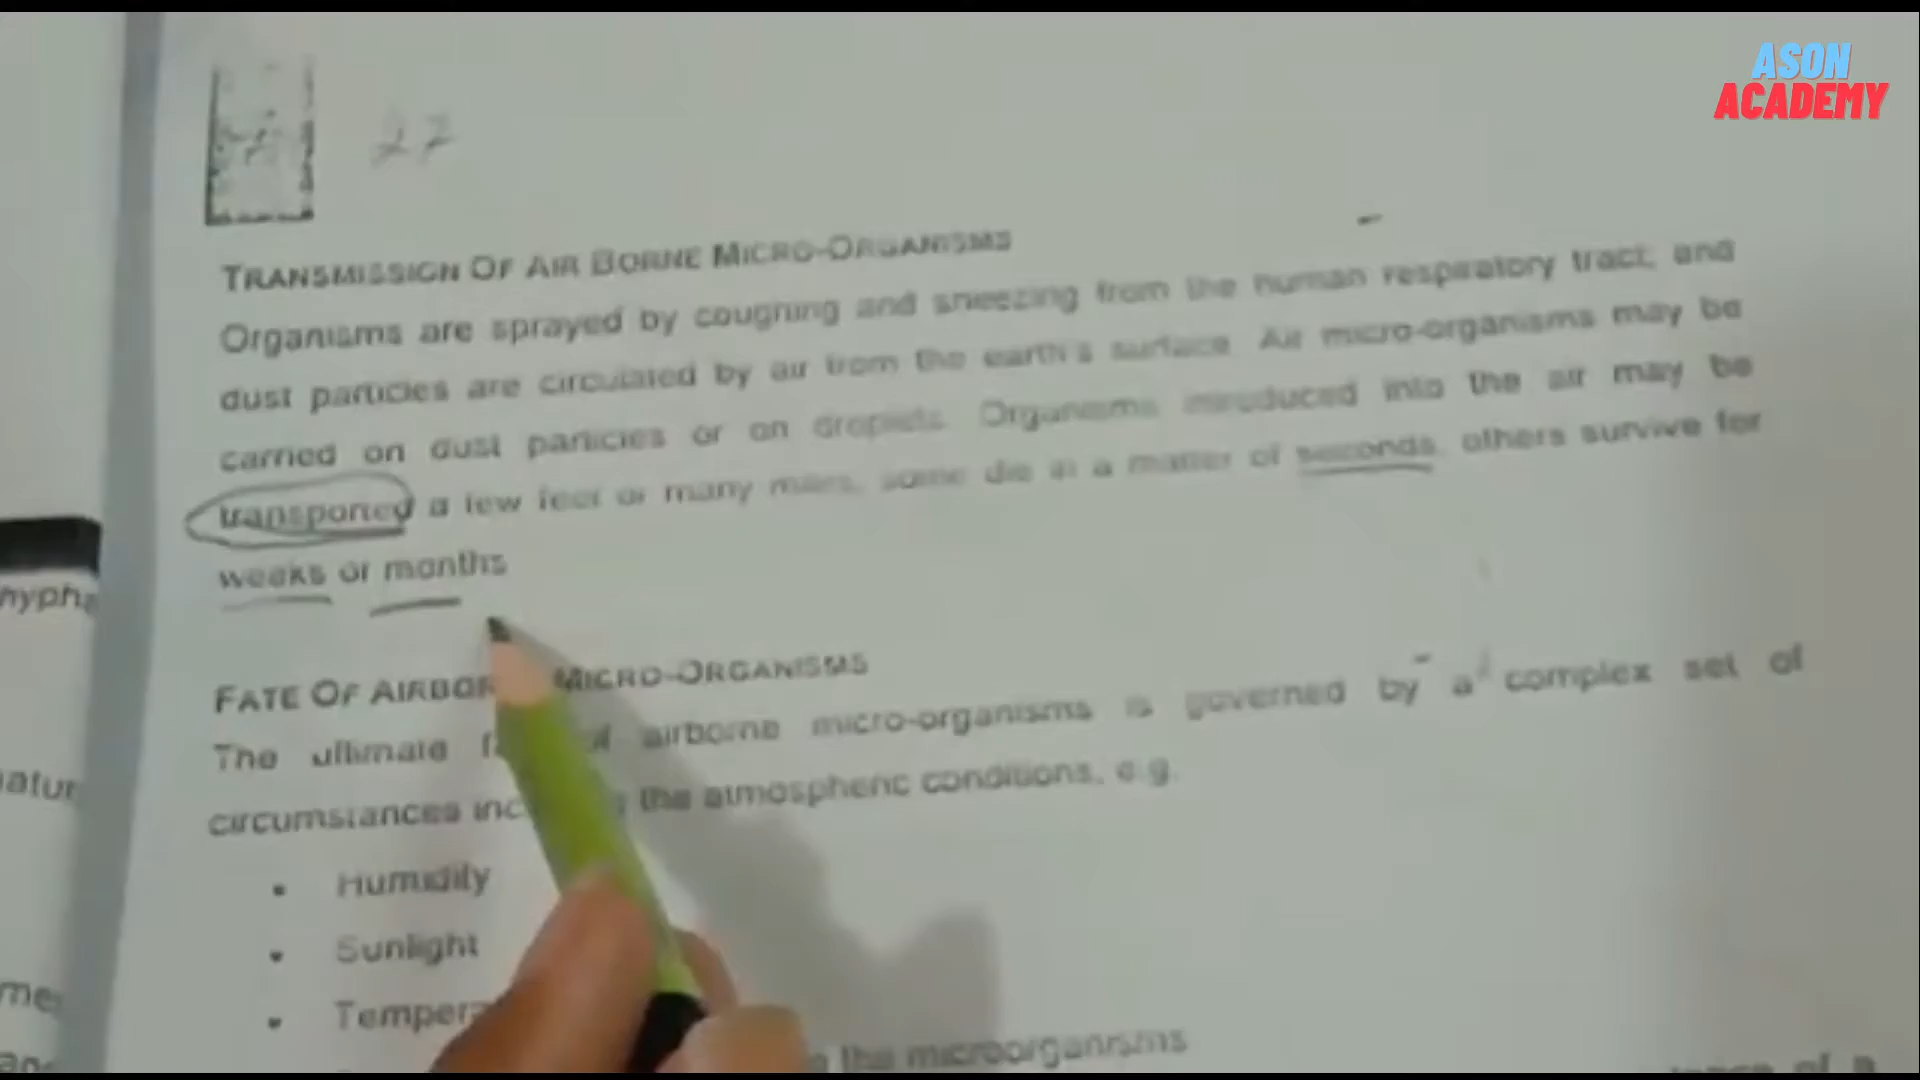 ASON
ACADEMY
27
TRANSMISSION OF AIR BORNE MICRO-ORGANISMS
Organisms are sprayed by coughing and sneezing from the human respiratory tract, and
dust particles are circulated by air from the earth's surface. Air micro-organisms may be
carried on dust particles or on droplets. Organisms introduced into the air may be
transported a few feet or many miles, some die in a matter of seconds, others survive for
weeks or months
FATE OF AIRBOR MICRO-ORGANISMS
The ultimate of airborne micro-organisms is governed by a complex set of
circumstances inc the atmospheric conditions, e.g.
• Humidity
• Sunlight
• Tempera
the microorganisms
of a
hypha